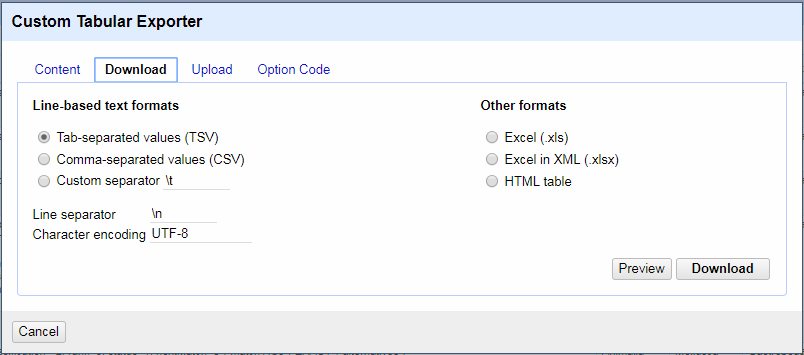 Custom Tabular Exporter
Content Download Upload Option Code
Line-based text formats
Tab-separated values (TSV)
Comma-separated values (CSV)
Custom separator \t
Line separator \n
Character encoding UTF-8
Other formats
Excel (.xls)
Excel in XML (.xlsx)
HTML table
Preview Download
Cancel